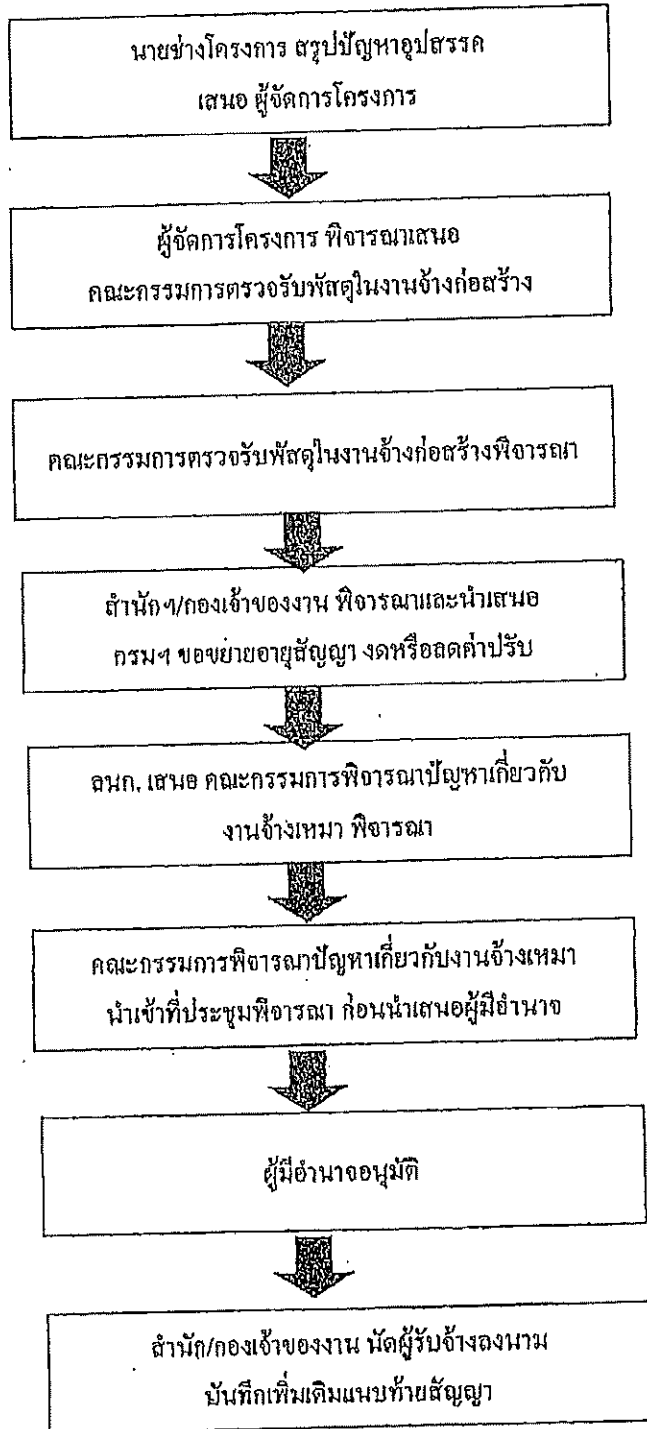 นายช่างโครงการ สรุปปัญหาอุปสรรค
เสนอ ผู้จัดการโครงการ
ผู้จัดการโครงการ พิจารณาเสนอ
คณะกรรมการตรวจรับพัสดุในงานจ้างก่อสร้าง
คณะกรรมการตรวจรับพัสดุในงานจ้างก่อสร้างพิจารณา
สำนักฯ/กองเจ้าของงาน พิจารณาและนำเสนอ
กรมฯ ขอขยายอายุสัญญา งดหรือลดค่าปรับ
ลนก. เสนอ คณะกรรมการพิจารณาปัญหาเกี่ยวกับ
งานจ้างเหมา พิจารณา
คณะกรรมการพิจารณาปัญหาเกี่ยวกับงานจ้างเหมา
นำเข้าที่ประชุมพิจารณา ก่อนนำเสนอผู้มีอำนาจ
ผู้มีอำนาจอนุมัติ
สำนัก/กองเจ้าของงาน นัดผู้รับจ้างลงนาม
บันทึกเพิ่มเติมแนบท้ายสัญญา